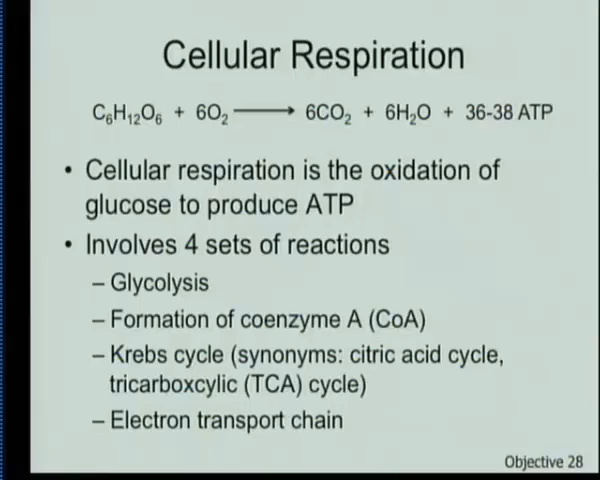 Cellular Respiration
C₆H₁₂O₆ + 6O₂ ⟶ 6CO₂ + 6H₂O + 36-38 ATP
• Cellular respiration is the oxidation of
glucose to produce ATP
• Involves 4 sets of reactions
– Glycolysis
– Formation of coenzyme A (CoA)
– Krebs cycle (synonyms: citric acid cycle,
tricarboxcylic (TCA) cycle)
– Electron transport chain
Objective 28